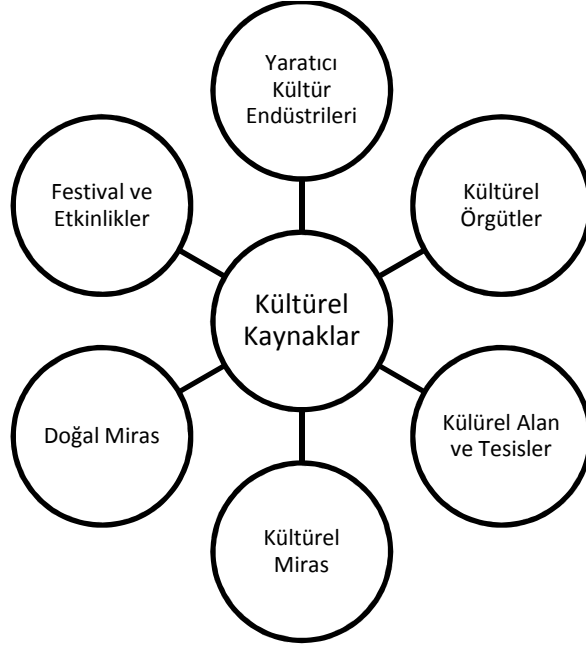 Yaratıcı
Kültür
Endüstrileri
Festival ve
Etkinlikler
Kültürel
Örgütler
Kültürel
Kaynaklar
Doğal Miras
Külürel Alan
ve Tesisler
Kültürel
Miras